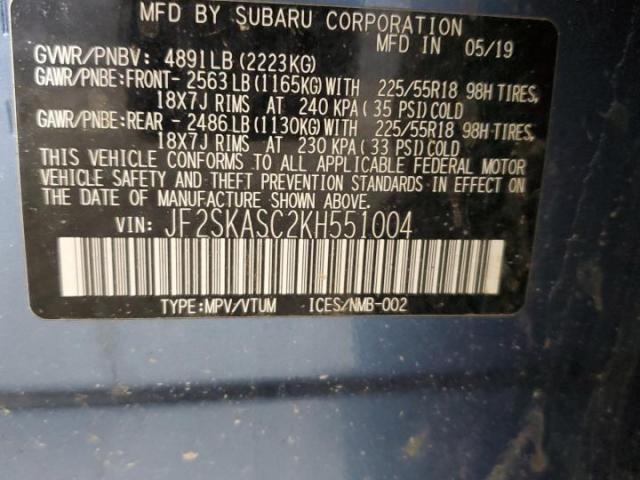 MFD BY SUBARU CORPORATION
MFD IN 05/19
GVWR/PNBV: 4891LB (2223KG)
GAWR/PNBE:FRONT- 2563 LB (1165KG) WITH 225/55R18 98H TIRES,
18X7J RIMS AT 240 KPA ( 35 PSI) COLD
GAWR/PNBE:REAR - 2486 LB (1130KG) WITH 225/55R18 98H TIRES,
18X7J RIMS AT 230 KPA ( 33 PSI) COLD
THIS VEHICLE CONFORMS TO ALL APPLICABLE FEDERAL MOTOR
VEHICLE SAFETY AND THEFT PREVENTION STANDARDS IN EFFECT ON
THE DATE OF MANUFACTURE SHOWN ABOVE.
VIN: JF2SKASC2KH551004
TYPE:MPV/VTUM ICES/NMB-002